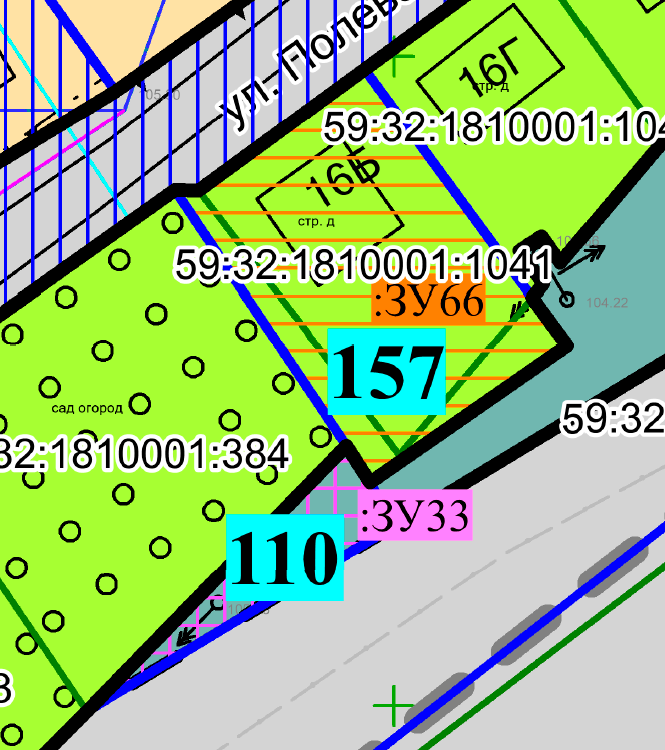 ул. Полев
16Г
стр. д
59:32:1810001:104
16Б
стр. д
59:32:1810001:1041
:ЗУ66
104.22
157
сад огород
59:32
32:1810001:384
:ЗУ33
110